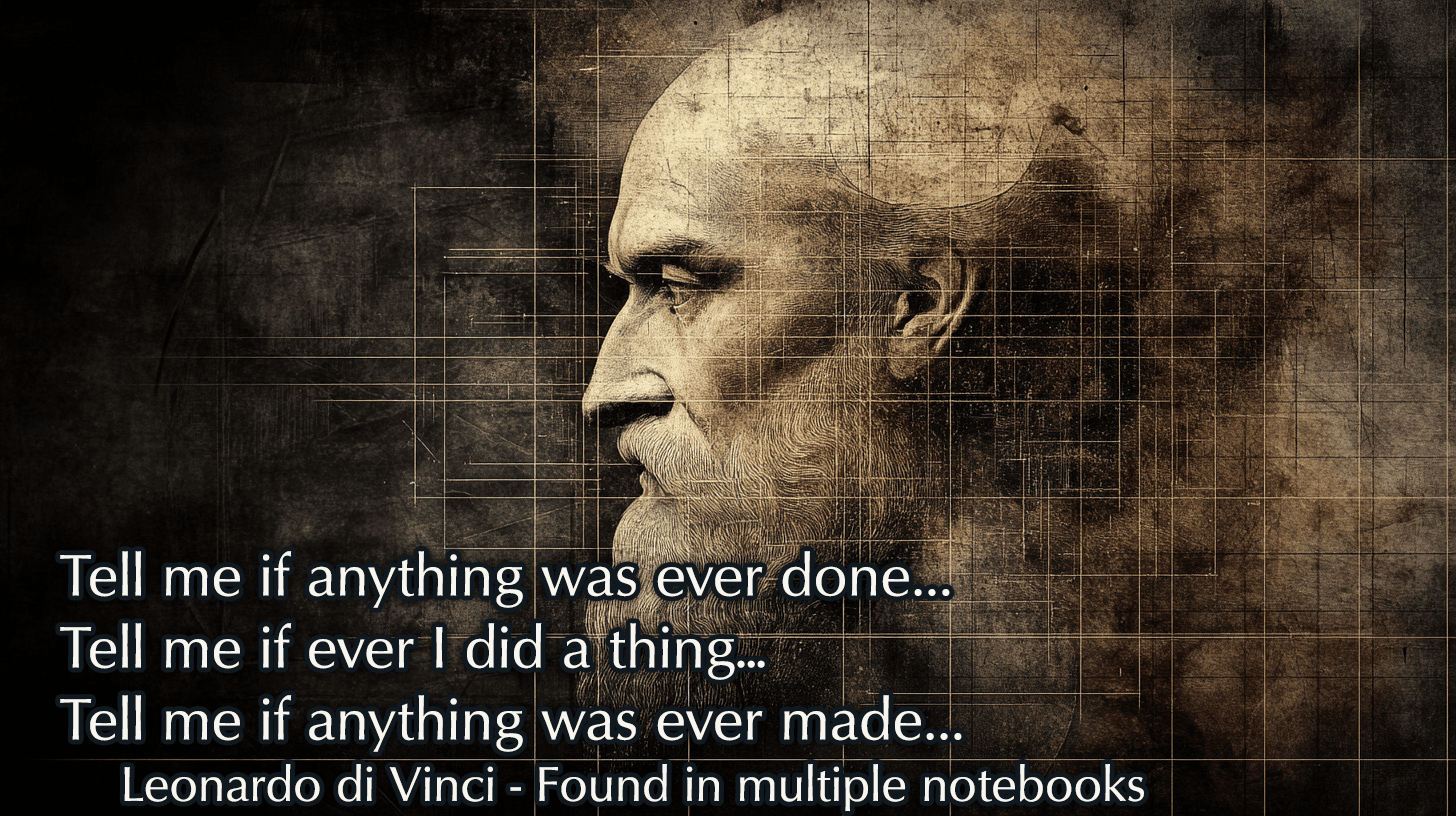 Tell me if anything was ever done...
Tell me if ever I did a thing...
Tell me if anything was ever made...
Leonardo di Vinci - Found in multiple notebooks